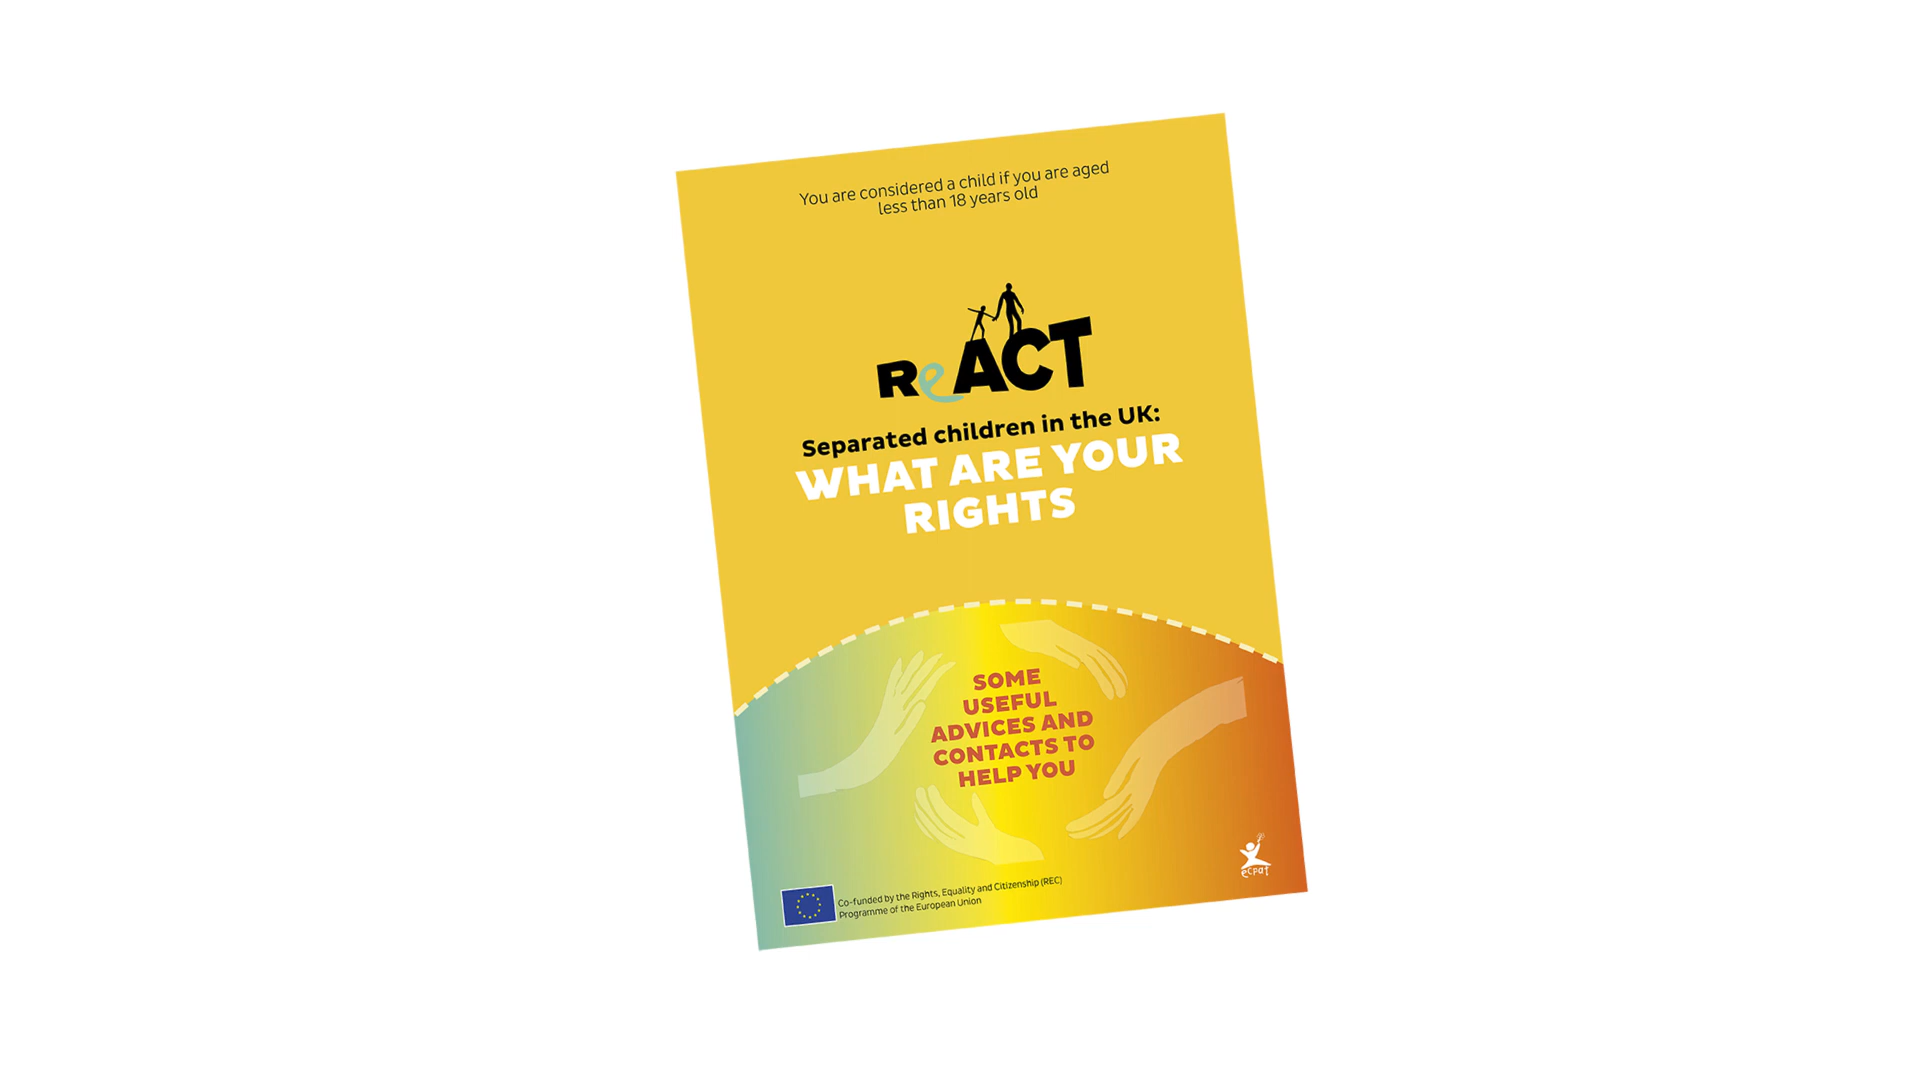 You are considered a child if you are aged
less than 18 years old
ReACT
Separated children in the UK:
WHAT ARE YOUR
RIGHTS
SOME
USEFUL
ADVICES AND
CONTACTS TO
HELP YOU
Co-funded by the Rights, Equality and Citizenship (REC)
Programme of the European Union
ecpat